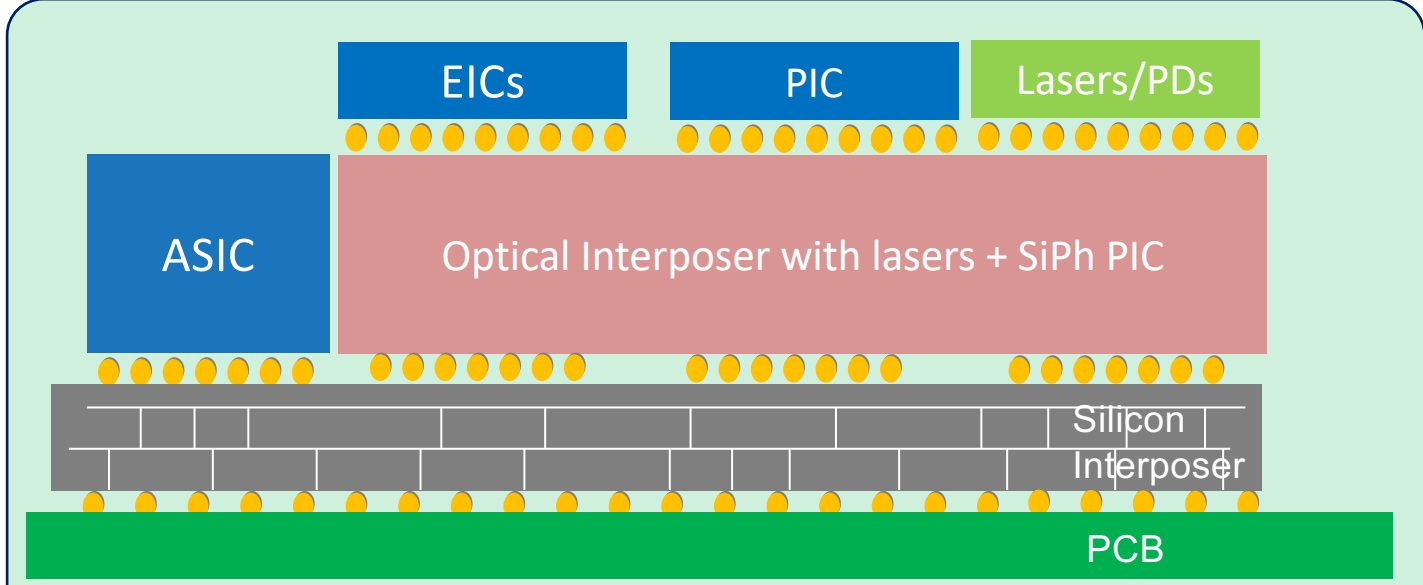 EICs
PIC
Lasers/PDs
ASIC
Optical Interposer with lasers + SiPh PIC
Silicon
Interposer
PCB